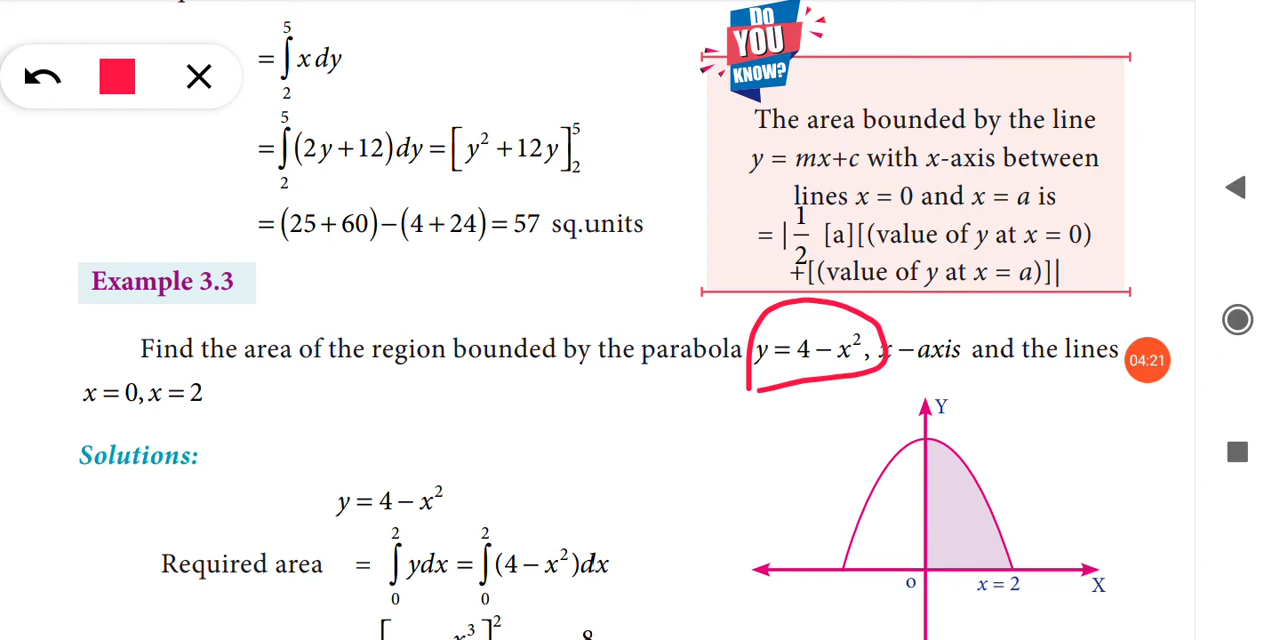 = ∫₂⁵ x dy
= ∫₂⁵ (2y + 12) dy = [y² + 12y]₂⁵
= (25 + 60) − (4 + 24) = 57 sq.units
DO
YOU
KNOW?
The area bounded by the line
y = mx+c with x-axis between
lines x = 0 and x = a is
= |1/2 [a][(value of y at x = 0)
+[(value of y at x = a)]|
Example 3.3
Find the area of the region bounded by the parabola y = 4 − x², x − axis and the lines
x = 0, x = 2
04:21
Solutions:
y = 4 − x²
Required area = ∫₀² ydx = ∫₀² (4 − x²)dx
Y
o
x = 2
X